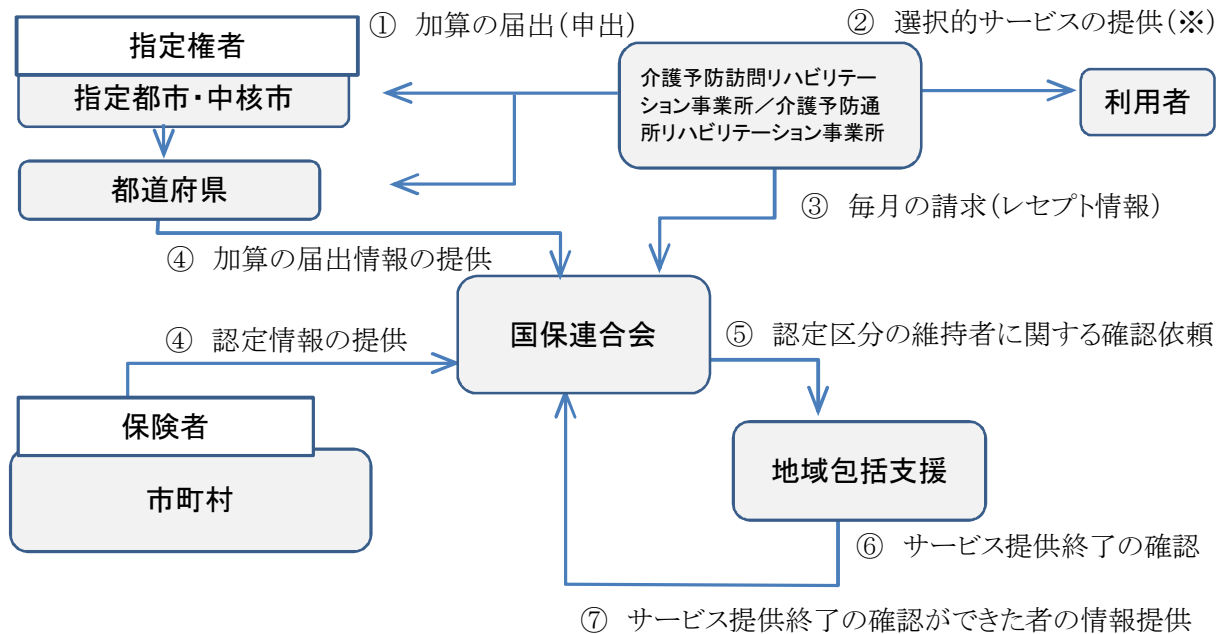 ① 加算の届出(申出)
② 選択的サービスの提供(※)
指定権者
指定都市・中核市
介護予防訪問リハビリテー
ション事業所／介護予防通
所リハビリテーション事業所
利用者
都道府県
③ 毎月の請求(レセプト情報)
④ 加算の届出情報の提供
国保連合会
④ 認定情報の提供
⑤ 認定区分の維持者に関する確認依頼
保険者
市町村
地域包括支援
⑥ サービス提供終了の確認
⑦ サービス提供終了の確認ができた者の情報提供